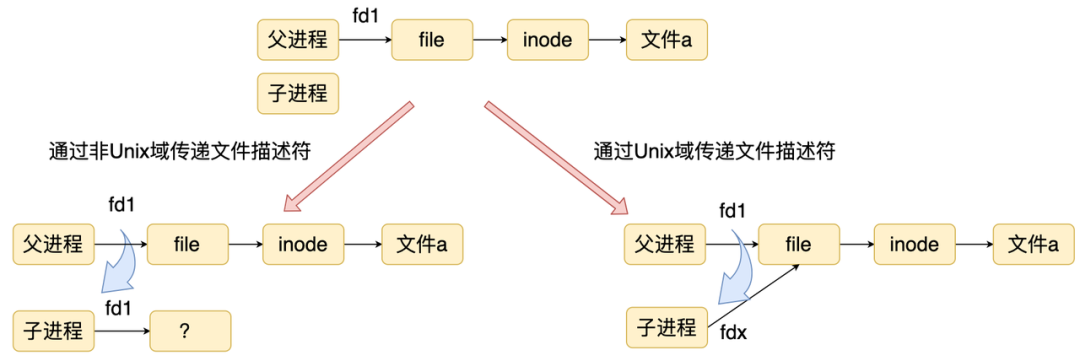 fd1
父进程 file inode 文件a
子进程
通过非Unix域传递文件描述符
通过Unix域传递文件描述符
fd1
父进程 file inode 文件a
fd1
子进程 ?
fd1
父进程 file inode 文件a
子进程
fdx